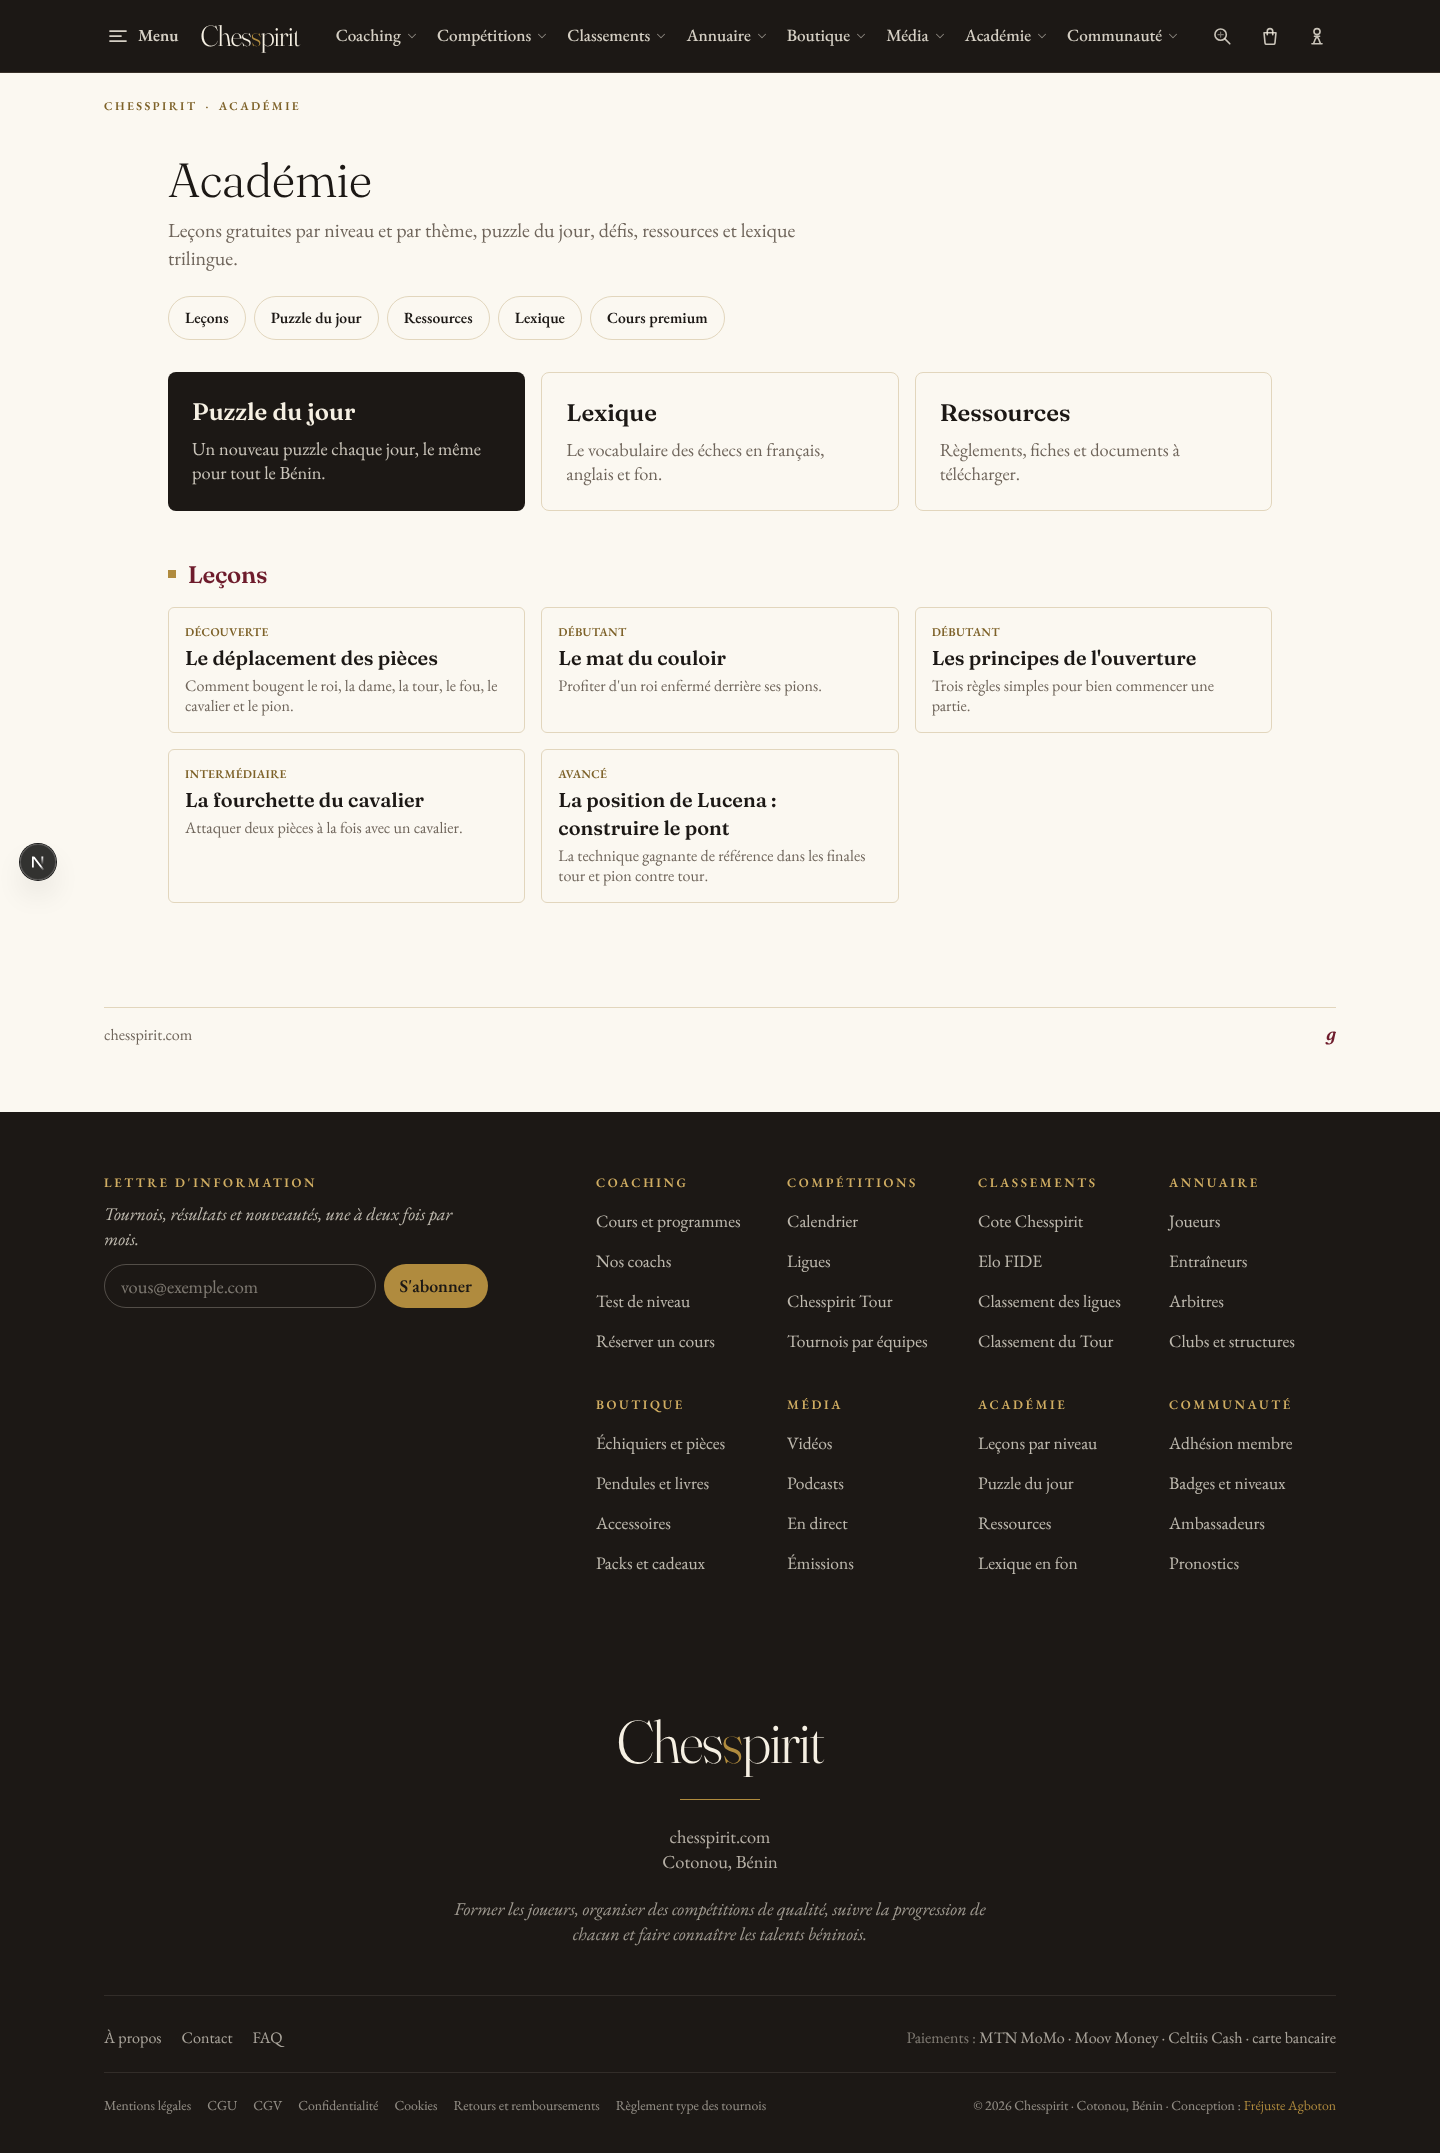 Menu
Chesspirit
Coaching
Compétitions
Classements
Annuaire
Boutique
Média
Académie
Communauté
CHESSPIRIT · ACADÉMIE
Académie
Leçons gratuites par niveau et par thème, puzzle du jour, défis, ressources et lexique
trilingue.
Leçons
Puzzle du jour
Ressources
Lexique
Cours premium
Puzzle du jour
Un nouveau puzzle chaque jour, le même
pour tout le Bénin.
Lexique
Le vocabulaire des échecs en français,
anglais et fon.
Ressources
Règlements, fiches et documents à
télécharger.
Leçons
DÉCOUVERTE
Le déplacement des pièces
Comment bougent le roi, la dame, la tour, le fou, le
cavalier et le pion.
DÉBUTANT
Le mat du couloir
Profiter d'un roi enfermé derrière ses pions.
DÉBUTANT
Les principes de l'ouverture
Trois règles simples pour bien commencer une
partie.
INTERMÉDIAIRE
La fourchette du cavalier
Attaquer deux pièces à la fois avec un cavalier.
AVANCÉ
La position de Lucena :
construire le pont
La technique gagnante de référence dans les finales
tour et pion contre tour.
N
chesspirit.com
g
LETTRE D'INFORMATION
Tournois, résultats et nouveautés, une à deux fois par
mois.
vous@exemple.com
S'abonner
COACHING
Cours et programmes
Nos coachs
Test de niveau
Réserver un cours
COMPÉTITIONS
Calendrier
Ligues
Chesspirit Tour
Tournois par équipes
CLASSEMENTS
Cote Chesspirit
Elo FIDE
Classement des ligues
Classement du Tour
ANNUAIRE
Joueurs
Entraîneurs
Arbitres
Clubs et structures
BOUTIQUE
Échiquiers et pièces
Pendules et livres
Accessoires
Packs et cadeaux
MÉDIA
Vidéos
Podcasts
En direct
Émissions
ACADÉMIE
Leçons par niveau
Puzzle du jour
Ressources
Lexique en fon
COMMUNAUTÉ
Adhésion membre
Badges et niveaux
Ambassadeurs
Pronostics
Chesspirit
chesspirit.com
Cotonou, Bénin
Former les joueurs, organiser des compétitions de qualité, suivre la progression de
chacun et faire connaître les talents béninois.
À propos
Contact
FAQ
Paiements : MTN MoMo · Moov Money · Celtiis Cash · carte bancaire
Mentions légales
CGU
CGV
Confidentialité
Cookies
Retours et remboursements
Règlement type des tournois
© 2026 Chesspirit · Cotonou, Bénin · Conception : Fréjuste Agboton